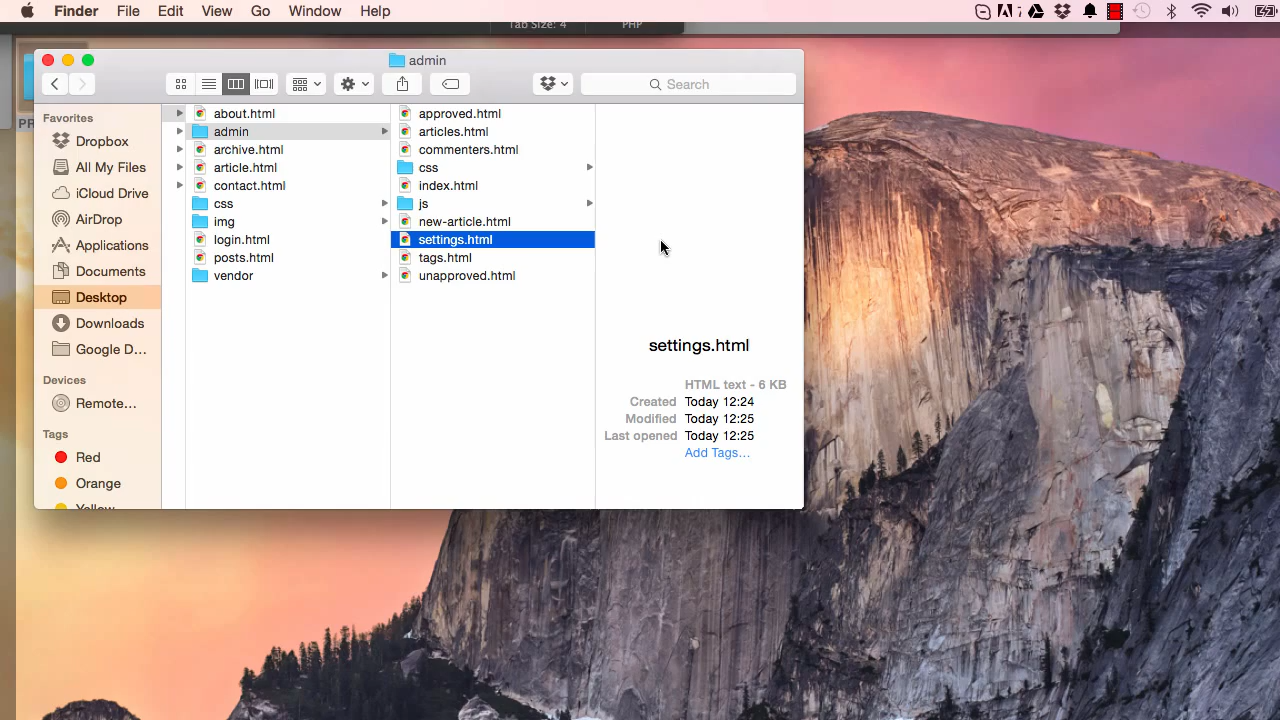 Finder File Edit View Go Window Help
Tab Size: 4 PHP
admin
Search
Favorites
Dropbox
All My Files
iCloud Drive
AirDrop
Applications
Documents
Desktop
Downloads
Google D...
Devices
Remote...
Tags
Red
Orange
Yellow
about.html
admin
archive.html
article.html
contact.html
css
img
login.html
posts.html
vendor
approved.html
articles.html
commenters.html
css
index.html
js
new-article.html
settings.html
tags.html
unapproved.html
settings.html
HTML text - 6 KB
Created Today 12:24
Modified Today 12:25
Last opened Today 12:25
Add Tags...